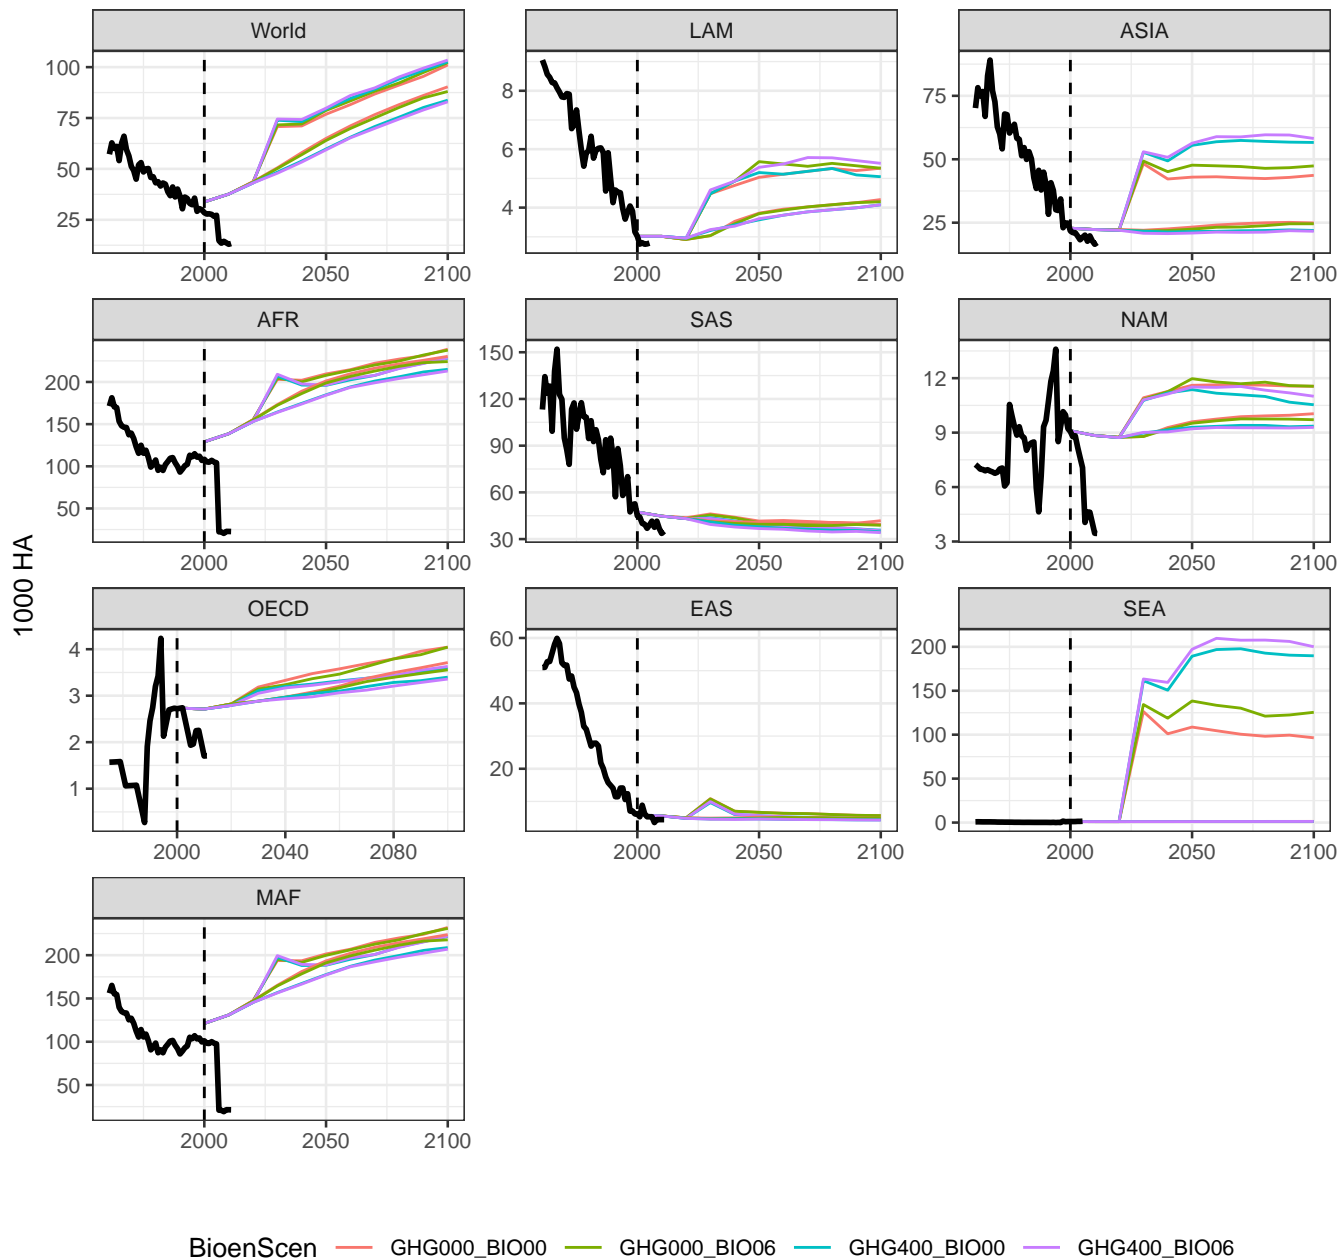 World LAM ASIA
100
75
50
25
2000 2050 2100
8
6
4
2000 2050 2100
75
50
25
2000 2050 2100
AFR SAS NAM
200
150
100
50
2000 2050 2100
150
120
90
60
30
2000 2050 2100
12
9
6
3
2000 2050 2100
1000 HA
OECD EAS SEA
4
3
2
1
2000 2040 2080
60
40
20
2000 2050 2100
200
150
100
50
0
2000 2050 2100
MAF
200
150
100
50
2000 2050 2100
BioenScen GHG000_BIO00 GHG000_BIO06 GHG400_BIO00 GHG400_BIO06